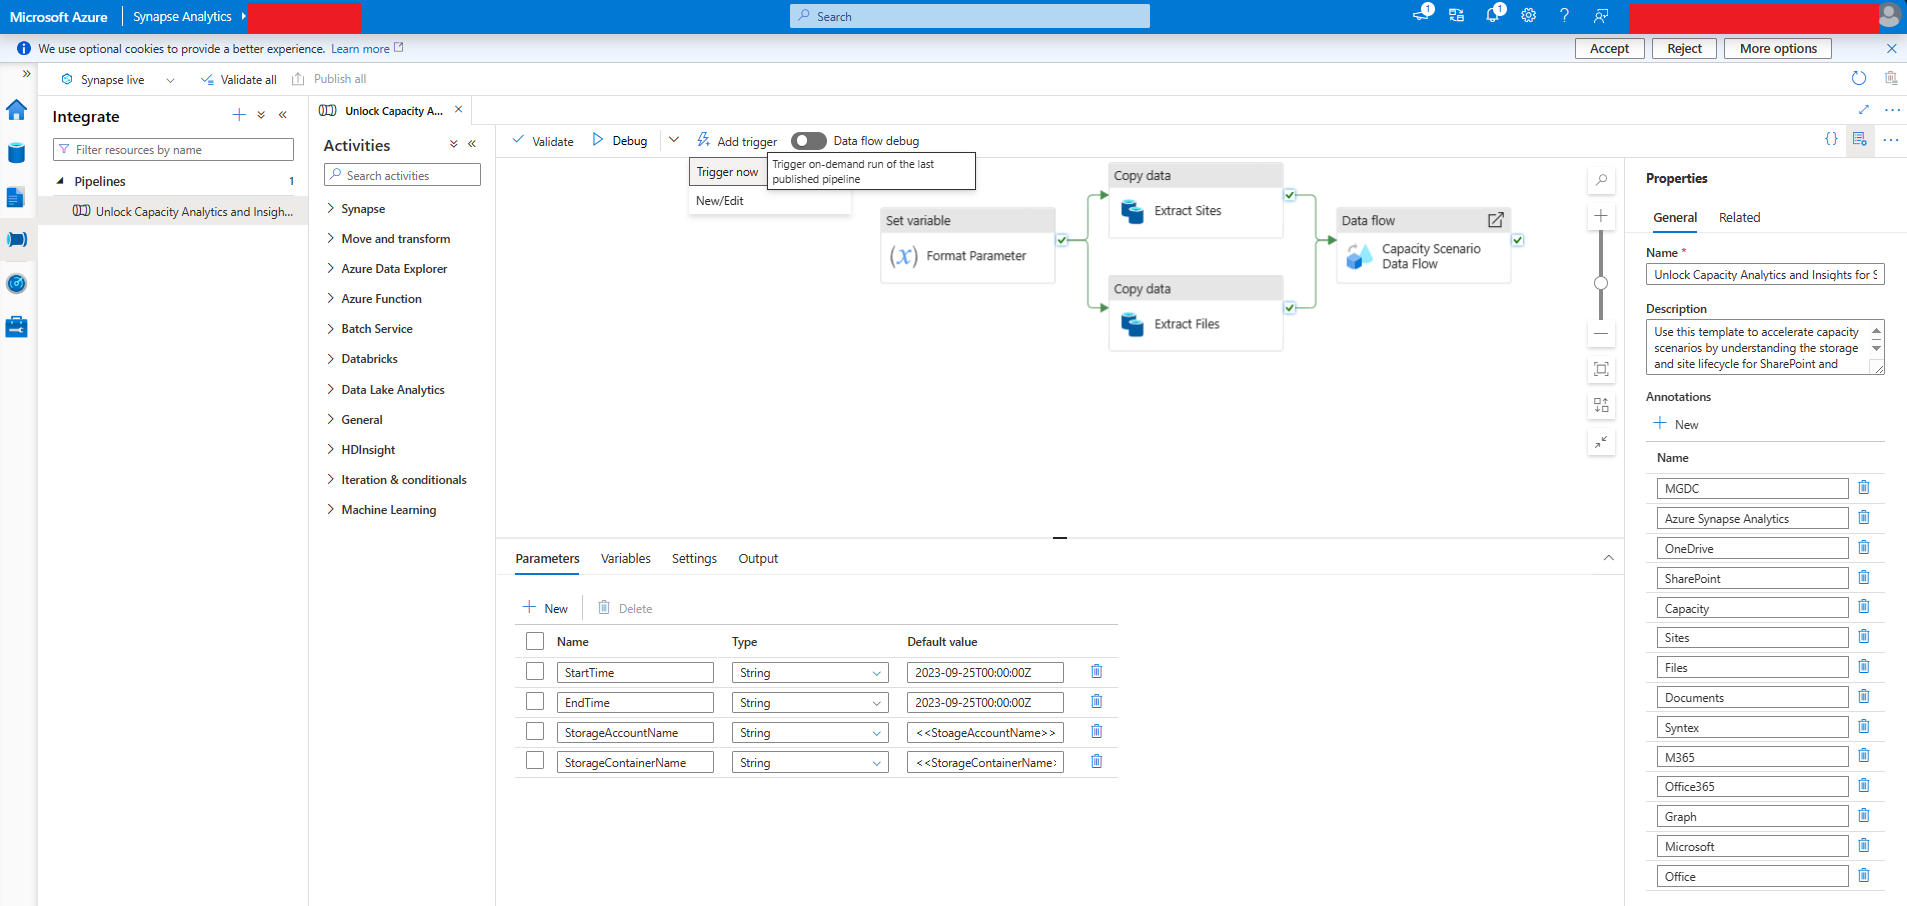 Microsoft Azure
Synapse Analytics
Search
1
1
We use optional cookies to provide a better experience. Learn more
Accept
Reject
More options
Synapse live
Validate all
Publish all
Integrate
Filter resources by name
Pipelines
1
Unlock Capacity Analytics and Insigh...
Unlock Capacity A...
Activities
Search activities
Synapse
Move and transform
Azure Data Explorer
Azure Function
Batch Service
Databricks
Data Lake Analytics
General
HDInsight
Iteration & conditionals
Machine Learning
Validate
Debug
Add trigger
Data flow debug
Trigger now
New/Edit
Trigger on-demand run of the last
published pipeline
Set variable
(x)
Format Parameter
Copy data
Extract Sites
Copy data
Extract Files
Data flow
Capacity Scenario
Data Flow
Parameters
Variables
Settings
Output
New
Delete
Name
Type
Default value
StartTime
String
2023-09-25T00:00:00Z
EndTime
String
2023-09-25T00:00:00Z
StorageAccountName
String
<<StoageAccountName>>
StorageContainerName
String
<<StorageContainerName>
Properties
General
Related
Name *
Unlock Capacity Analytics and Insights for S
Description
Use this template to accelerate capacity
scenarios by understanding the storage
and site lifecycle for SharePoint and
Annotations
New
Name
MGDC
Azure Synapse Analytics
OneDrive
SharePoint
Capacity
Sites
Files
Documents
Syntex
M365
Office365
Graph
Microsoft
Office